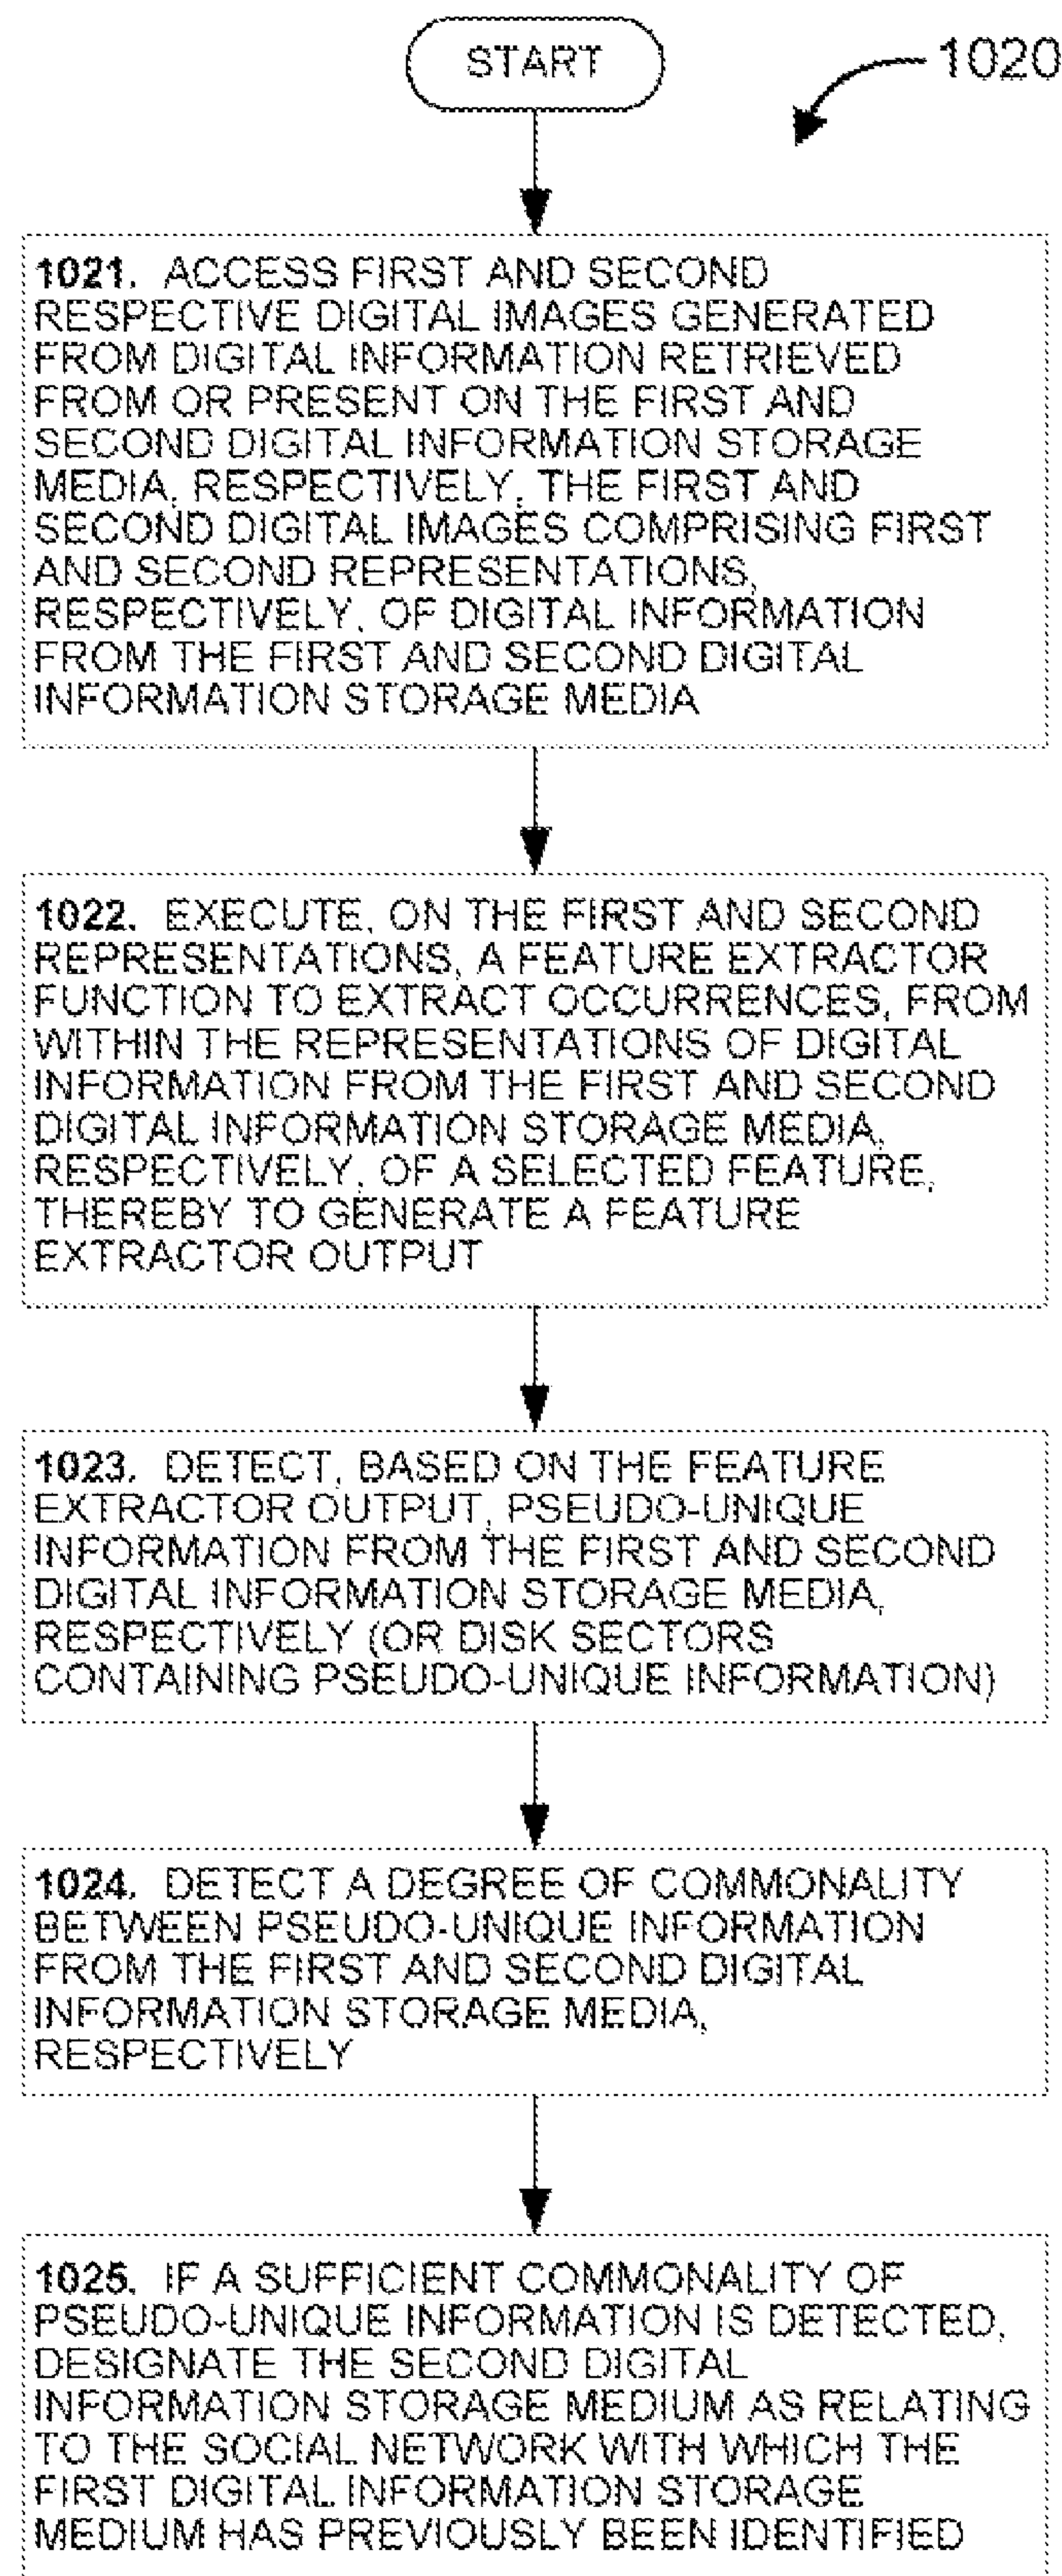 START
1020
1021. ACCESS FIRST AND SECOND
RESPECTIVE DIGITAL IMAGES GENERATED
FROM DIGITAL INFORMATION RETRIEVED
FROM OR PRESENT ON THE FIRST AND
SECOND DIGITAL INFORMATION STORAGE
MEDIA, RESPECTIVELY, THE FIRST AND
SECOND DIGITAL IMAGES COMPRISING FIRST
AND SECOND REPRESENTATIONS,
RESPECTIVELY, OF DIGITAL INFORMATION
FROM THE FIRST AND SECOND DIGITAL
INFORMATION STORAGE MEDIA
1022. EXECUTE, ON THE FIRST AND SECOND
REPRESENTATIONS, A FEATURE EXTRACTOR
FUNCTION TO EXTRACT OCCURRENCES, FROM
WITHIN THE REPRESENTATIONS OF DIGITAL
INFORMATION FROM THE FIRST AND SECOND
DIGITAL INFORMATION STORAGE MEDIA,
RESPECTIVELY, OF A SELECTED FEATURE,
THEREBY TO GENERATE A FEATURE
EXTRACTOR OUTPUT
1023. DETECT, BASED ON THE FEATURE
EXTRACTOR OUTPUT, PSEUDO-UNIQUE
INFORMATION FROM THE FIRST AND SECOND
DIGITAL INFORMATION STORAGE MEDIA,
RESPECTIVELY (OR DISK SECTORS
CONTAINING PSEUDO-UNIQUE INFORMATION)
1024. DETECT A DEGREE OF COMMONALITY
BETWEEN PSEUDO-UNIQUE INFORMATION
FROM THE FIRST AND SECOND DIGITAL
INFORMATION STORAGE MEDIA,
RESPECTIVELY
1025. IF A SUFFICIENT COMMONALITY OF
PSEUDO-UNIQUE INFORMATION IS DETECTED,
DESIGNATE THE SECOND DIGITAL
INFORMATION STORAGE MEDIUM AS RELATING
TO THE SOCIAL NETWORK WITH WHICH THE
FIRST DIGITAL INFORMATION STORAGE
MEDIUM HAS PREVIOUSLY BEEN IDENTIFIED